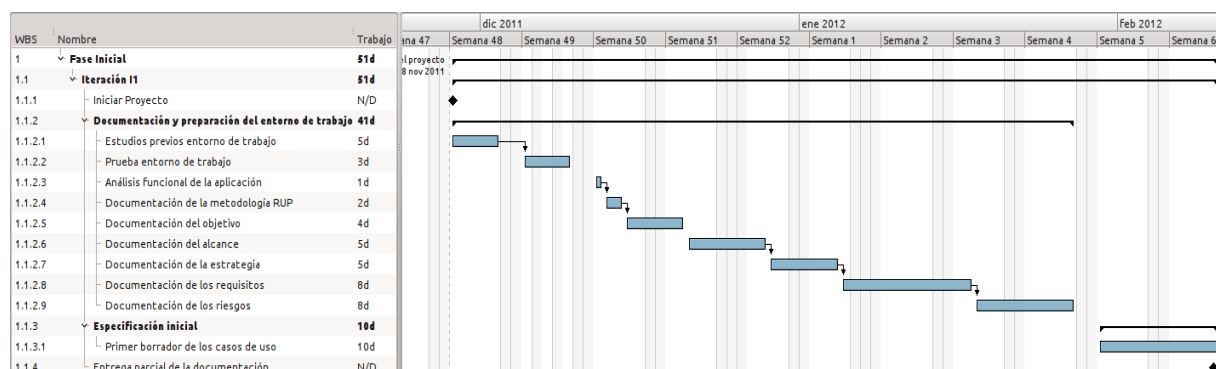 dic 2011 ene 2012 Feb 2012
WBS Nombre Trabajo ana 47 Semana 48 Semana 49 Semana 50 Semana 51 Semana 52 Semana 1 Semana 2 Semana 3 Semana 4 Semana 5 Semana 6
1 Fase Inicial 51d el proyecto
8 nov 2011
1.1 Iteración I1 51d
1.1.1 Iniciar Proyecto N/D
1.1.2 Documentación y preparación del entorno de trabajo 41d
1.1.2.1 Estudios previos entorno de trabajo 5d
1.1.2.2 Prueba entorno de trabajo 3d
1.1.2.3 Análisis funcional de la aplicación 1d
1.1.2.4 Documentación de la metodología RUP 2d
1.1.2.5 Documentación del objetivo 4d
1.1.2.6 Documentación del alcance 5d
1.1.2.7 Documentación de la estrategia 5d
1.1.2.8 Documentación de los requisitos 8d
1.1.2.9 Documentación de los riesgos 8d
1.1.3 Especificación inicial 10d
1.1.3.1 Primer borrador de los casos de uso 10d
1.1.4 Entrega parcial de la documentación N/D